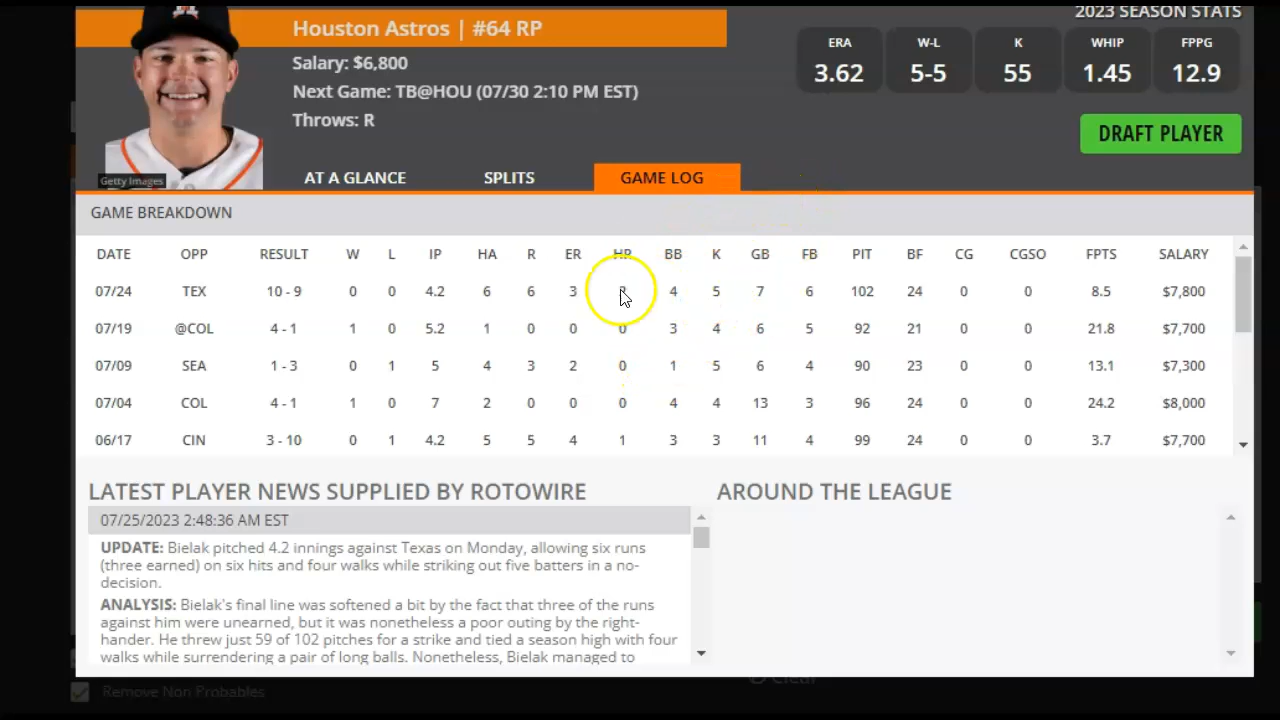 Houston Astros | #64 RP
2023 SEASON STATS
Salary: $6,800
Next Game: TB@HOU (07/30 2:10 PM EST)
Throws: R
ERA W-L K WHIP FPPG
3.62 5-5 55 1.45 12.9
DRAFT PLAYER
Getty Images
AT A GLANCE SPLITS GAME LOG
GAME BREAKDOWN
DATE OPP RESULT W L IP HA R ER HR BB K GB FB PIT BF CG CGSO FPTS SALARY
07/24 TEX 10 - 9 0 0 4.2 6 6 3 4 5 7 6 102 24 0 0 8.5 $7,800
07/19 @COL 4 - 1 1 0 5.2 1 0 0 0 3 4 6 5 92 21 0 0 21.8 $7,700
07/09 SEA 1 - 3 0 1 5 4 3 2 0 1 5 6 4 90 23 0 0 13.1 $7,300
07/04 COL 4 - 1 1 0 7 2 0 0 0 4 4 13 3 96 24 0 0 24.2 $8,000
06/17 CIN 3 - 10 0 1 4.2 5 5 4 1 3 3 11 4 99 24 0 0 3.7 $7,700
LATEST PLAYER NEWS SUPPLIED BY ROTOWIRE
AROUND THE LEAGUE
07/25/2023 2:48:36 AM EST
UPDATE: Bielak pitched 4.2 innings against Texas on Monday, allowing six runs
(three earned) on six hits and four walks while striking out five batters in a no-
decision.
ANALYSIS: Bielak's final line was softened a bit by the fact that three of the runs
against him were unearned, but it was nonetheless a poor outing by the right-
hander. He threw just 59 of 102 pitches for a strike and tied a season high with four
walks while surrendering a pair of long balls. Nonetheless, Bielak managed to
Remove Non Probables
Clear